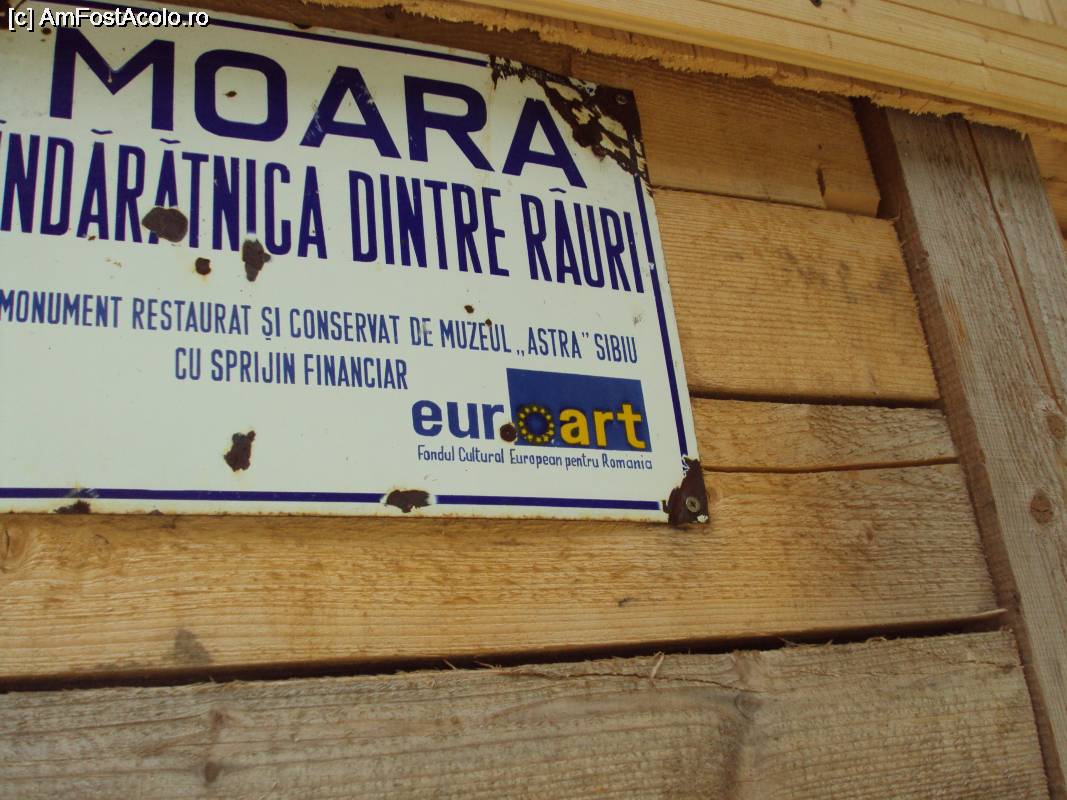 [c] AmFostAcolo.ro
MOARA
ÎNDĂRĂTNICA DINTRE RÂURI
MONUMENT RESTAURAT ȘI CONSERVAT DE MUZEUL „ASTRA” SIBIU
CU SPRIJIN FINANCIAR
euroart
Fondul Cultural European pentru Romania